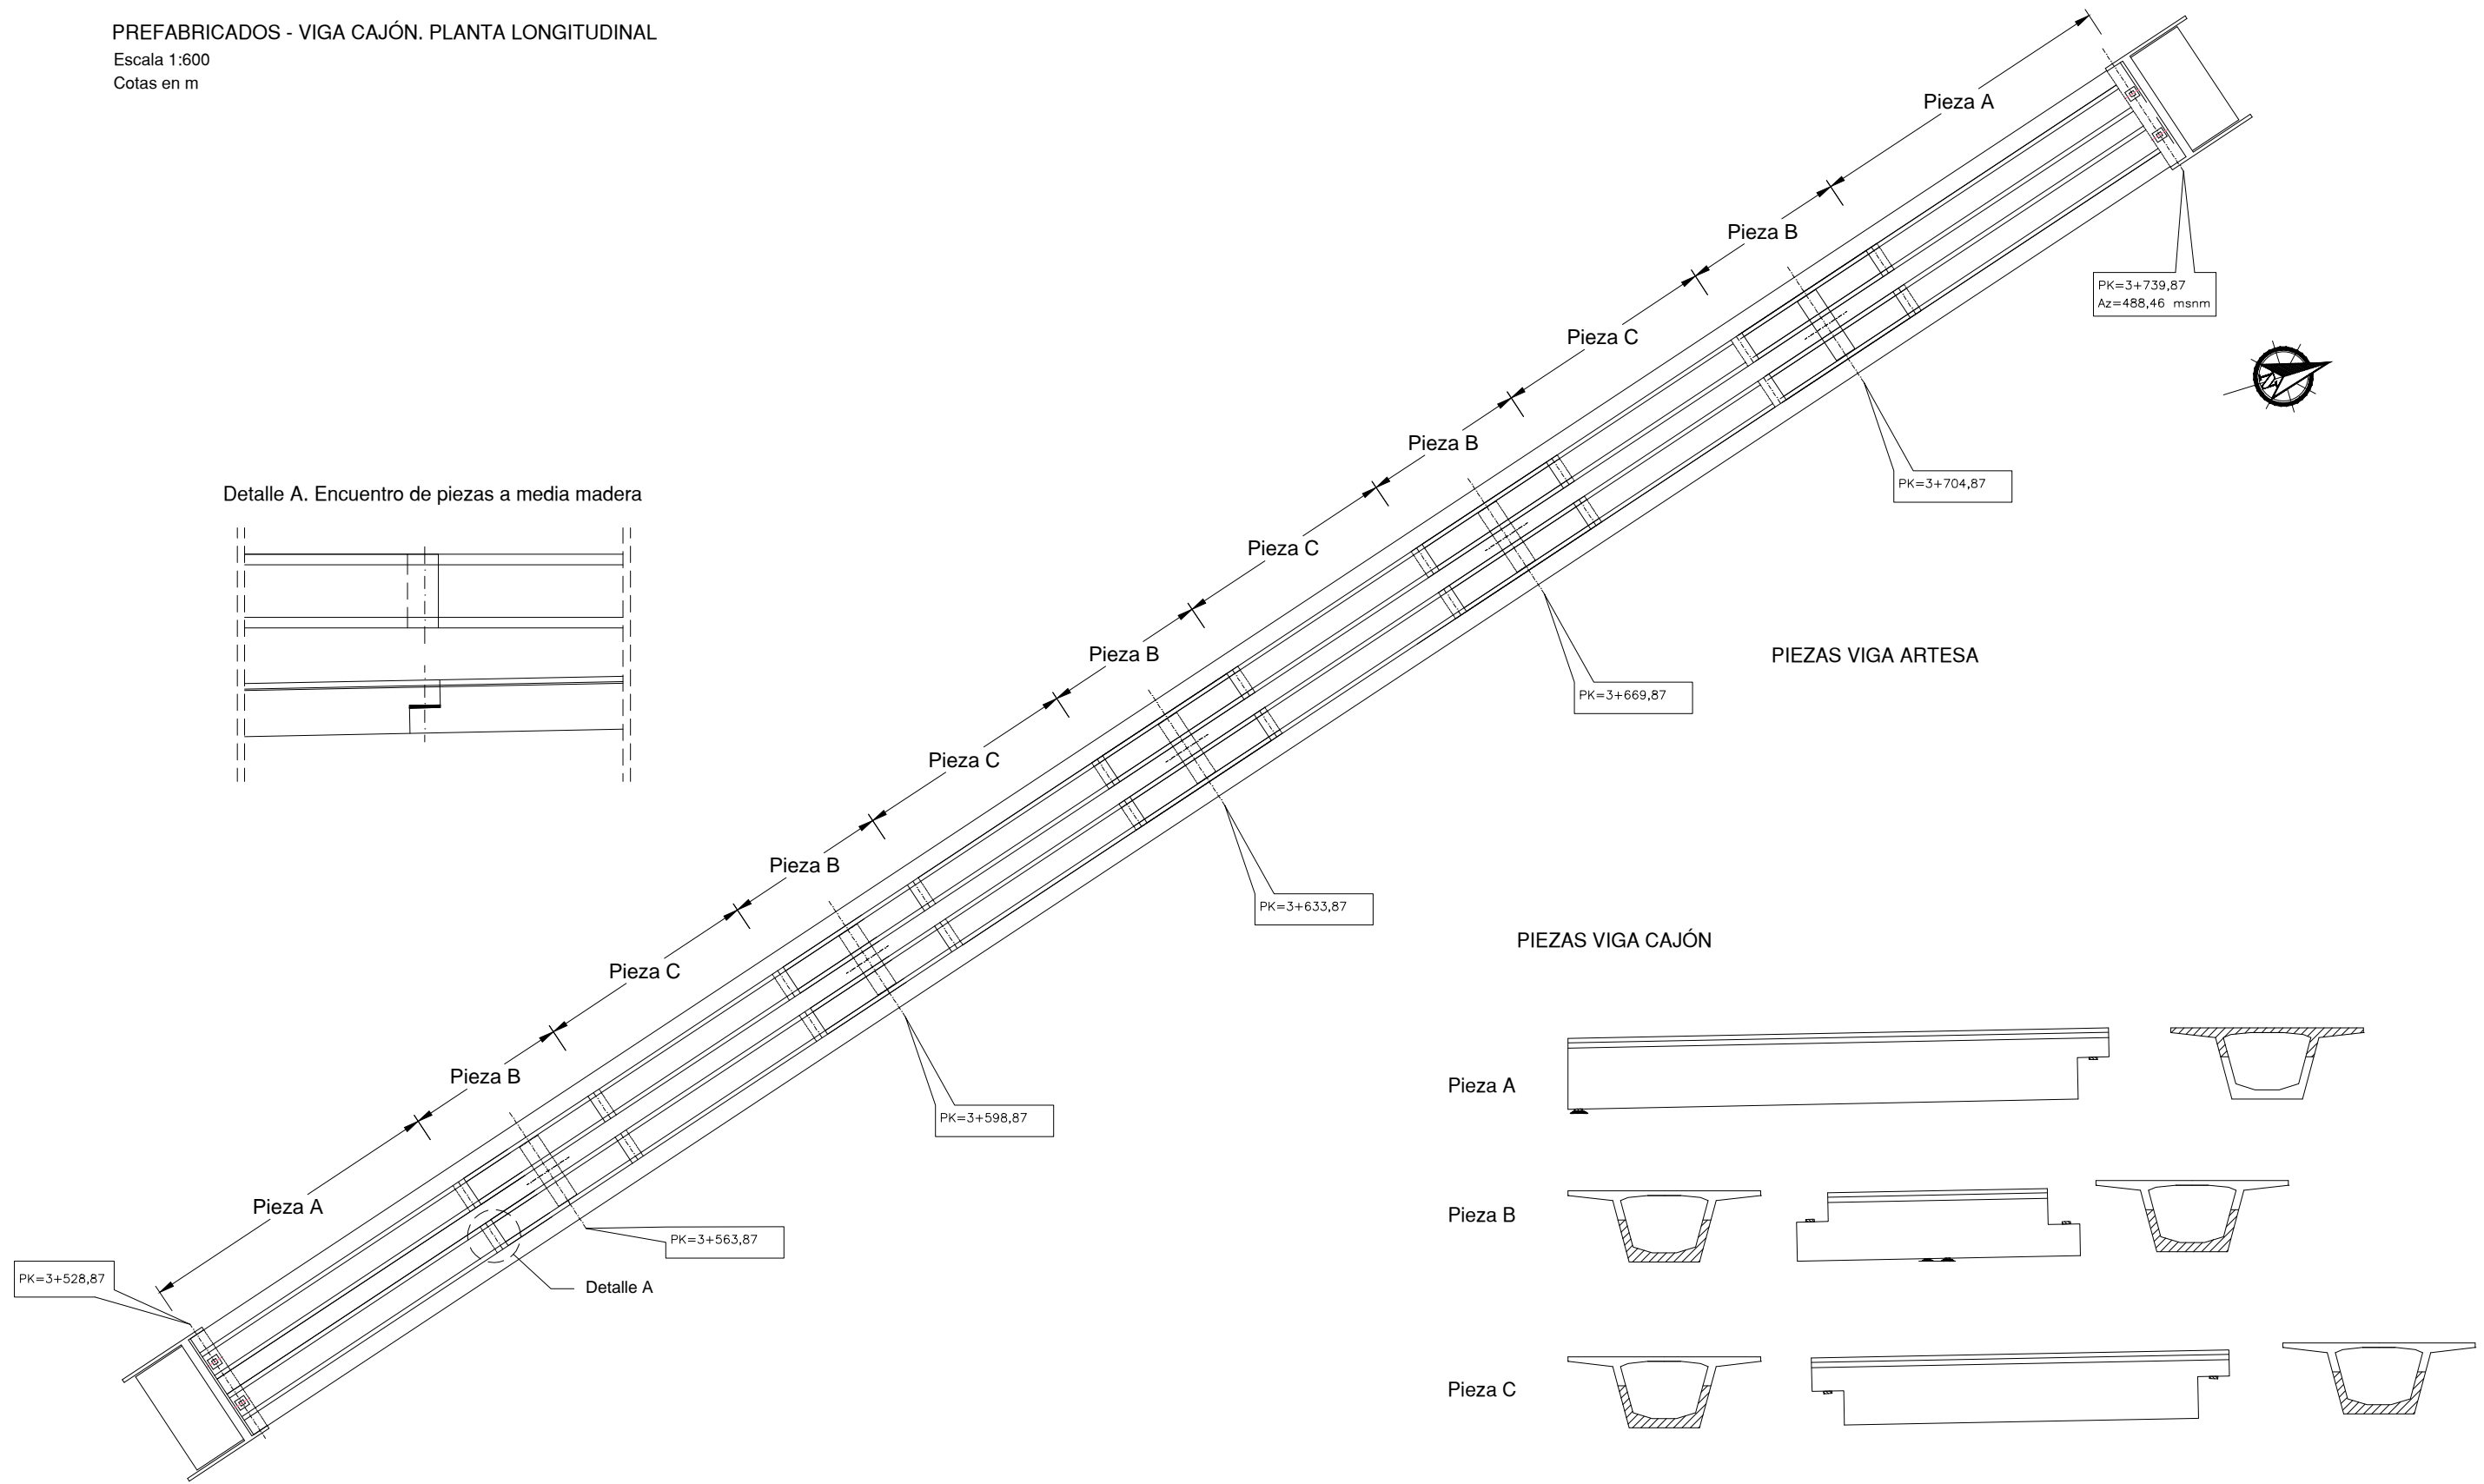 PREFABRICADOS - VIGA CAJÓN. PLANTA LONGITUDINAL
Escala 1:600
Cotas en m
Pieza A
Pieza B
PK=3+739,87
Az=488,46 msnm
Pieza C
N
Pieza B
PK=3+704,87
Detalle A. Encuentro de piezas a media madera
Pieza C
Pieza B
PIEZAS VIGA ARTESA
PK=3+669,87
Pieza C
Pieza B
PK=3+633,87
PIEZAS VIGA CAJÓN
Pieza C
Pieza B
PK=3+598,87
Pieza A
Pieza A
PK=3+563,87
Pieza B
PK=3+528,87
Detalle A
Pieza C